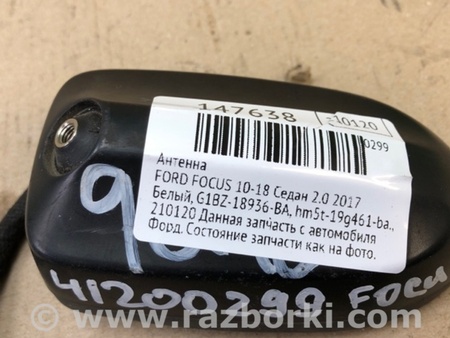 147638
210120
0299
Антенна
FORD FOCUS 10-18 Седан 2.0 2017
Белый, G1BZ-18936-BA, hm5t-19g461-ba.,
210120 Данная запчасть с автомобиля
Форд. Состояние запчасти как на фото.
41200299 FOCU
© www.razborki.com/